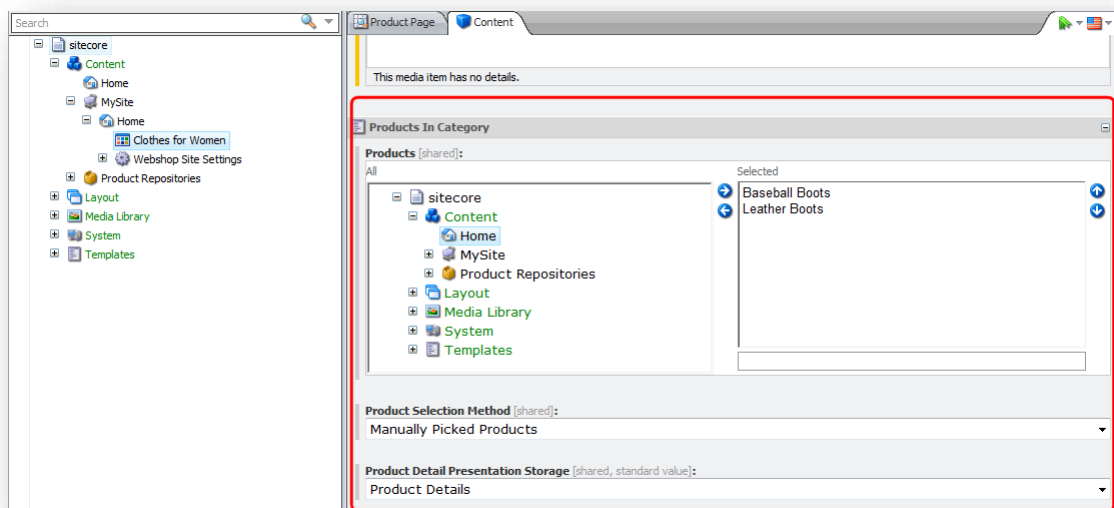 Search
sitecore
Content
Home
MySite
Home
Clothes for Women
Webshop Site Settings
Product Repositories
Layout
Media Library
System
Templates
Product Page
Content
This media item has no details.
Products In Category
Products [shared]:
All
Selected
sitecore
Content
Home
MySite
Product Repositories
Layout
Media Library
System
Templates
Baseball Boots
Leather Boots
Product Selection Method [shared]:
Manually Picked Products
Product Detail Presentation Storage [shared, standard value]:
Product Details